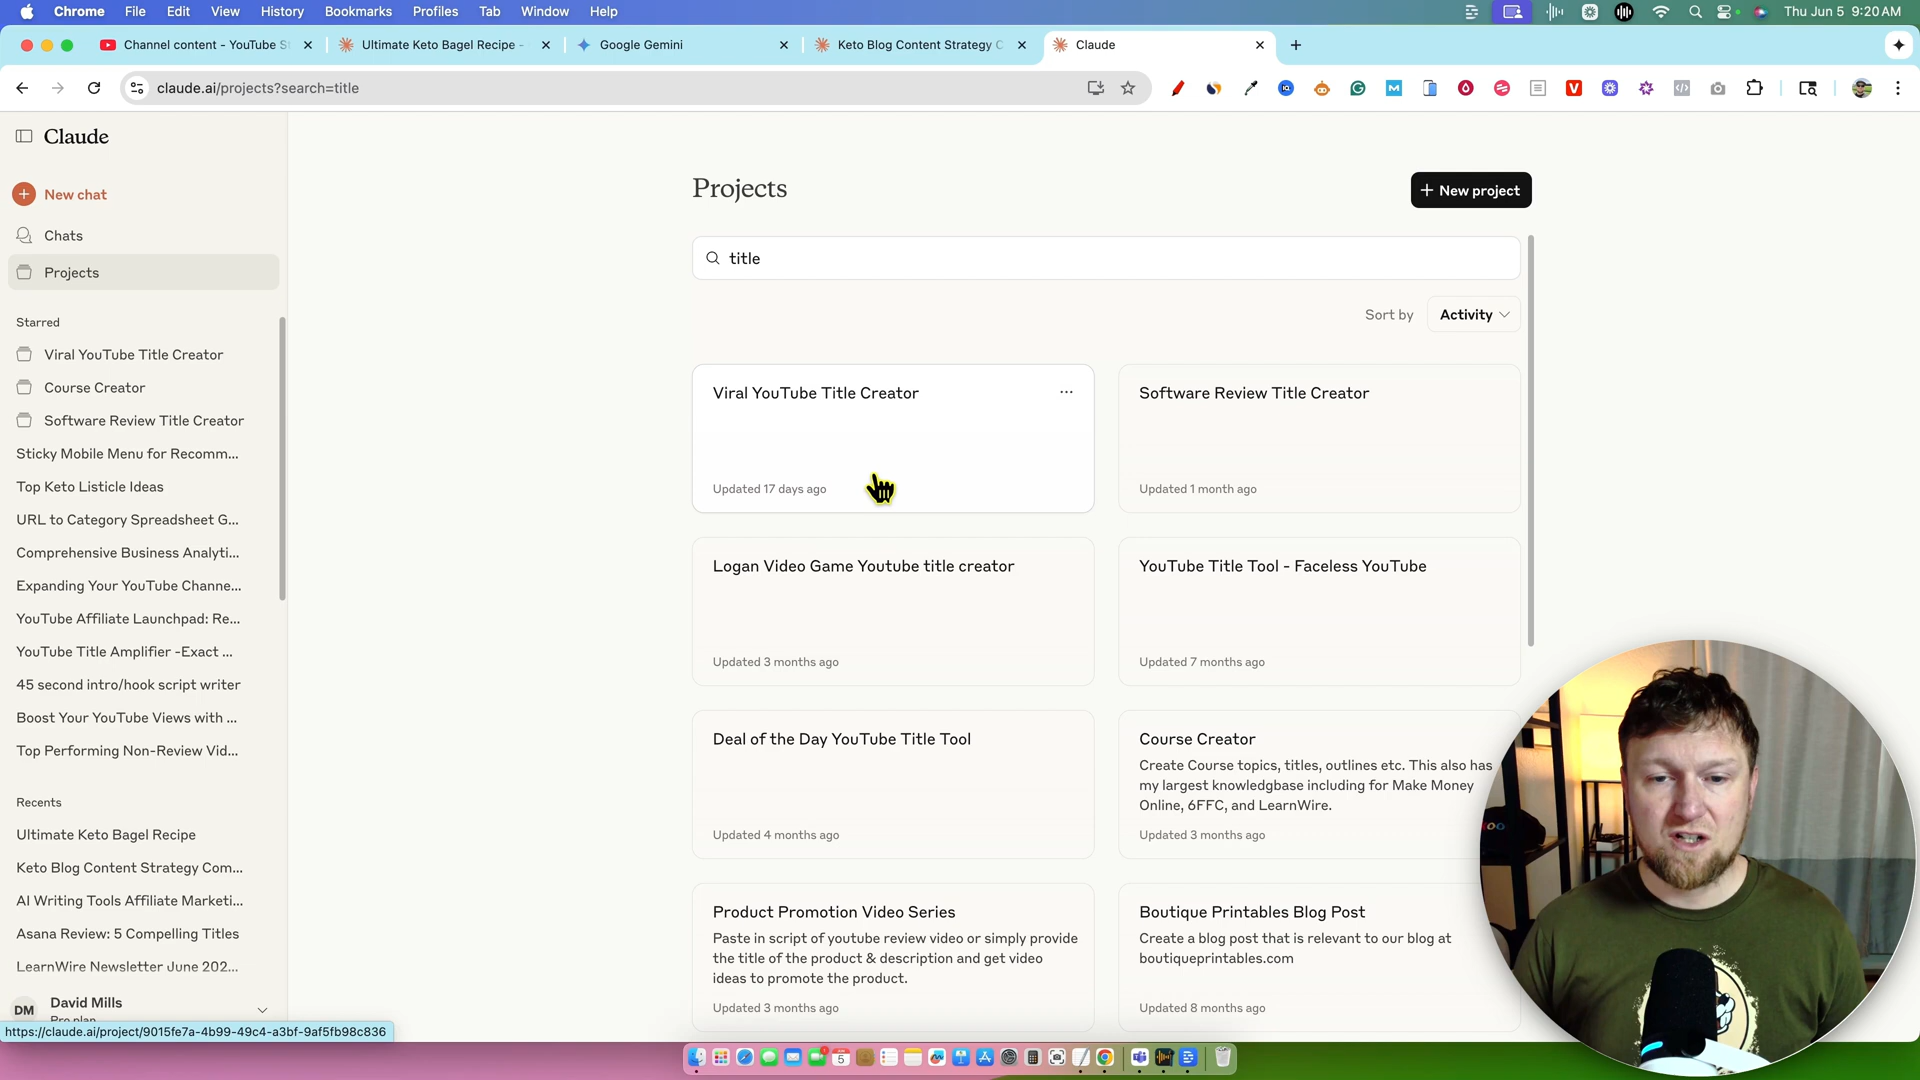 Chrome File Edit View History Bookmarks Profiles Tab Window Help Thu Jun 5 9:20 AM
Channel content - YouTube S
Ultimate Keto Bagel Recipe -
Google Gemini
Keto Blog Content Strategy C
Claude
claude.ai/projects?search=title
Claude
New chat
Chats
Projects
Starred
Viral YouTube Title Creator
Course Creator
Software Review Title Creator
Sticky Mobile Menu for Recomm...
Top Keto Listicle Ideas
URL to Category Spreadsheet G...
Comprehensive Business Analyti...
Expanding Your YouTube Channe...
YouTube Affiliate Launchpad: Re...
YouTube Title Amplifier -Exact ...
45 second intro/hook script writer
Boost Your YouTube Views with ...
Top Performing Non-Review Vid...
Recents
Ultimate Keto Bagel Recipe
Keto Blog Content Strategy Com...
AI Writing Tools Affiliate Marketi...
Asana Review: 5 Compelling Titles
LearnWire Newsletter June 202...
DM David Mills
Pro plan
https://claude.ai/project/9015fe7a-4b99-49c4-a3bf-9af5fb98c836
Projects
New project
title
Sort by Activity
Viral YouTube Title Creator
Updated 17 days ago
Software Review Title Creator
Updated 1 month ago
Logan Video Game Youtube title creator
Updated 3 months ago
YouTube Title Tool - Faceless YouTube
Updated 7 months ago
Deal of the Day YouTube Title Tool
Updated 4 months ago
Course Creator
Create Course topics, titles, outlines etc. This also has
my largest knowledgbase including for Make Money
Online, 6FFC, and LearnWire.
Updated 3 months ago
Product Promotion Video Series
Paste in script of youtube review video or simply provide
the title of the product & description and get video
ideas to promote the product.
Updated 3 months ago
Boutique Printables Blog Post
Create a blog post that is relevant to our blog at
boutiqueprintables.com
Updated 8 months ago